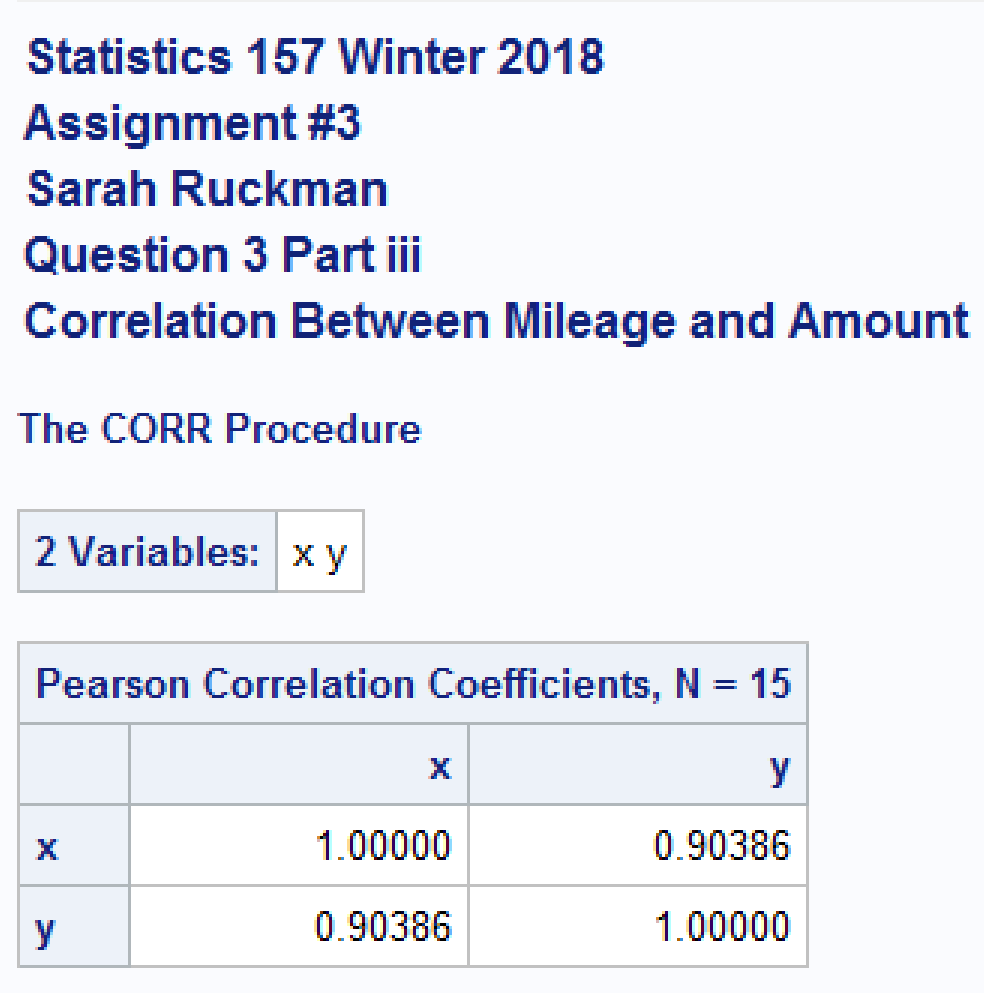 Statistics 157 Winter 2018
Assignment #3
Sarah Ruckman
Question 3 Part iii
Correlation Between Mileage and Amount
The CORR Procedure
2 Variables: x y
Pearson Correlation Coefficients, N = 15
x y
x 1.00000 0.90386
y 0.90386 1.00000